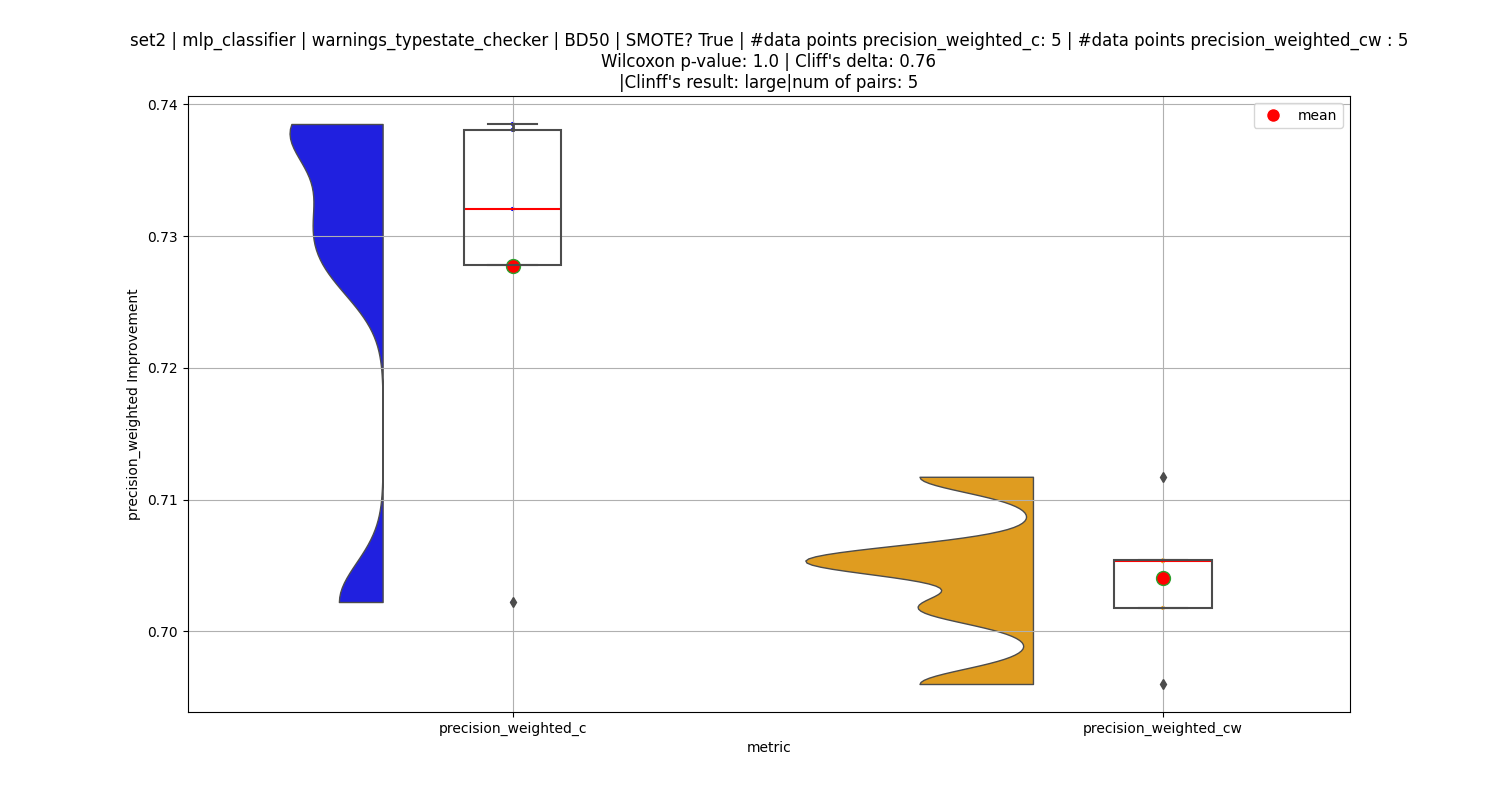 set2 | mlp_classifier | warnings_typestate_checker | BD50 | SMOTE? True | #data points precision_weighted_c: 5 | #data points precision_weighted_cw : 5
Wilcoxon p-value: 1.0 | Cliff's delta: 0.76
|Clinff's result: large|num of pairs: 5
mean
0.74
0.73
0.72
0.71
0.70
precision_weighted Improvement
precision_weighted_c
precision_weighted_cw
metric